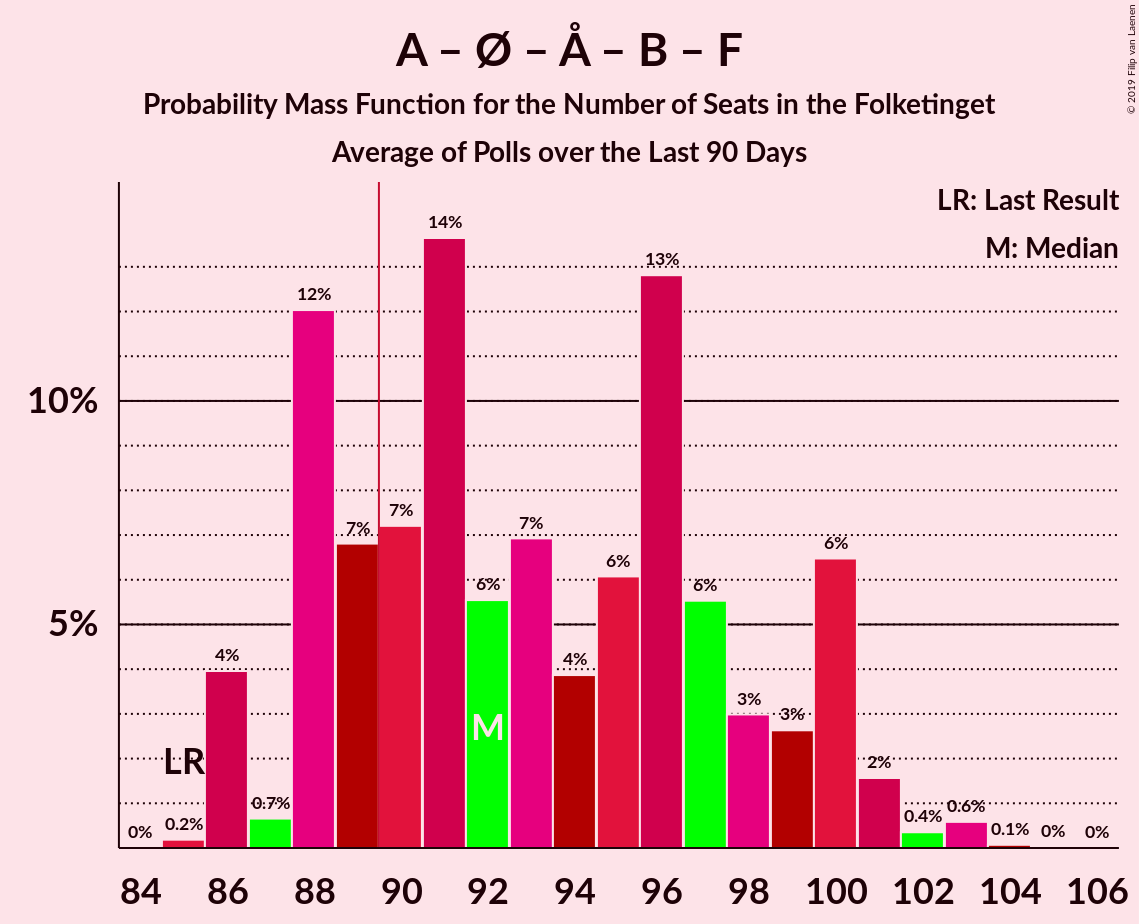 A – Ø – Å – B – F
Probability Mass Function for the Number of Seats in the Folketinget
Average of Polls over the Last 90 Days
© 2019 Filip van Laenen
LR: Last Result
M: Median
10%
5%
0%
0.2%
4%
0.7%
12%
7%
7%
14%
6%
7%
4%
6%
13%
6%
3%
3%
6%
2%
0.4%
0.6%
0.1%
0%
0%
LR
M
84 86 88 90 92 94 96 98 100 102 104 106